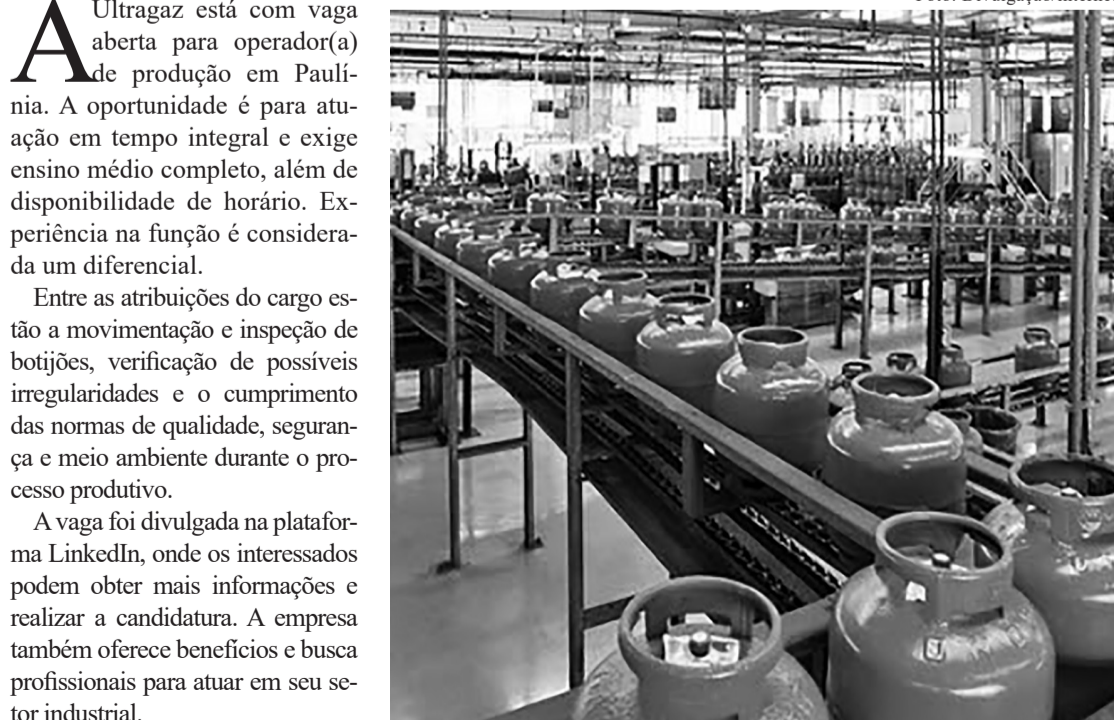 A Ultragaz está com vaga
aberta para operador(a)
de produção em Paulí-
nia. A oportunidade é para atu-
ação em tempo integral e exige
ensino médio completo, além de
disponibilidade de horário. Ex-
periência na função é considera-
da um diferencial.
Entre as atribuições do cargo es-
tão a movimentação e inspeção de
botijões, verificação de possíveis
irregularidades e o cumprimento
das normas de qualidade, seguran-
ça e meio ambiente durante o pro-
cesso produtivo.
A vaga foi divulgada na platafor-
ma LinkedIn, onde os interessados
podem obter mais informações e
realizar a candidatura. A empresa
também oferece benefícios e busca
profissionais para atuar em seu se-
tor industrial.